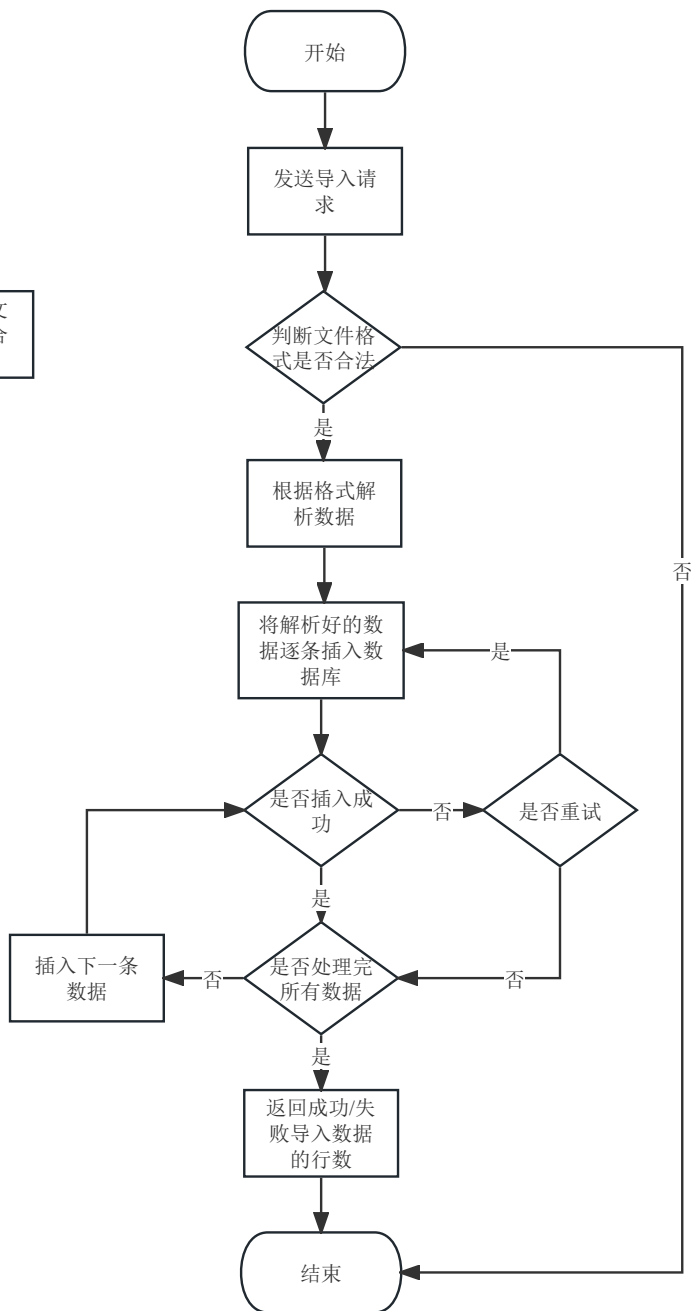 开始
发送导入请
求
文
合
判断文件格
式是否合法
是
根据格式解
析数据
否
将解析好的数
据逐条插入数
据库
是
是否插入成
功
否
是否重试
是
插入下一条
数据
否
是否处理完
所有数据
否
是
返回成功/失
败导入数据
的行数
结束